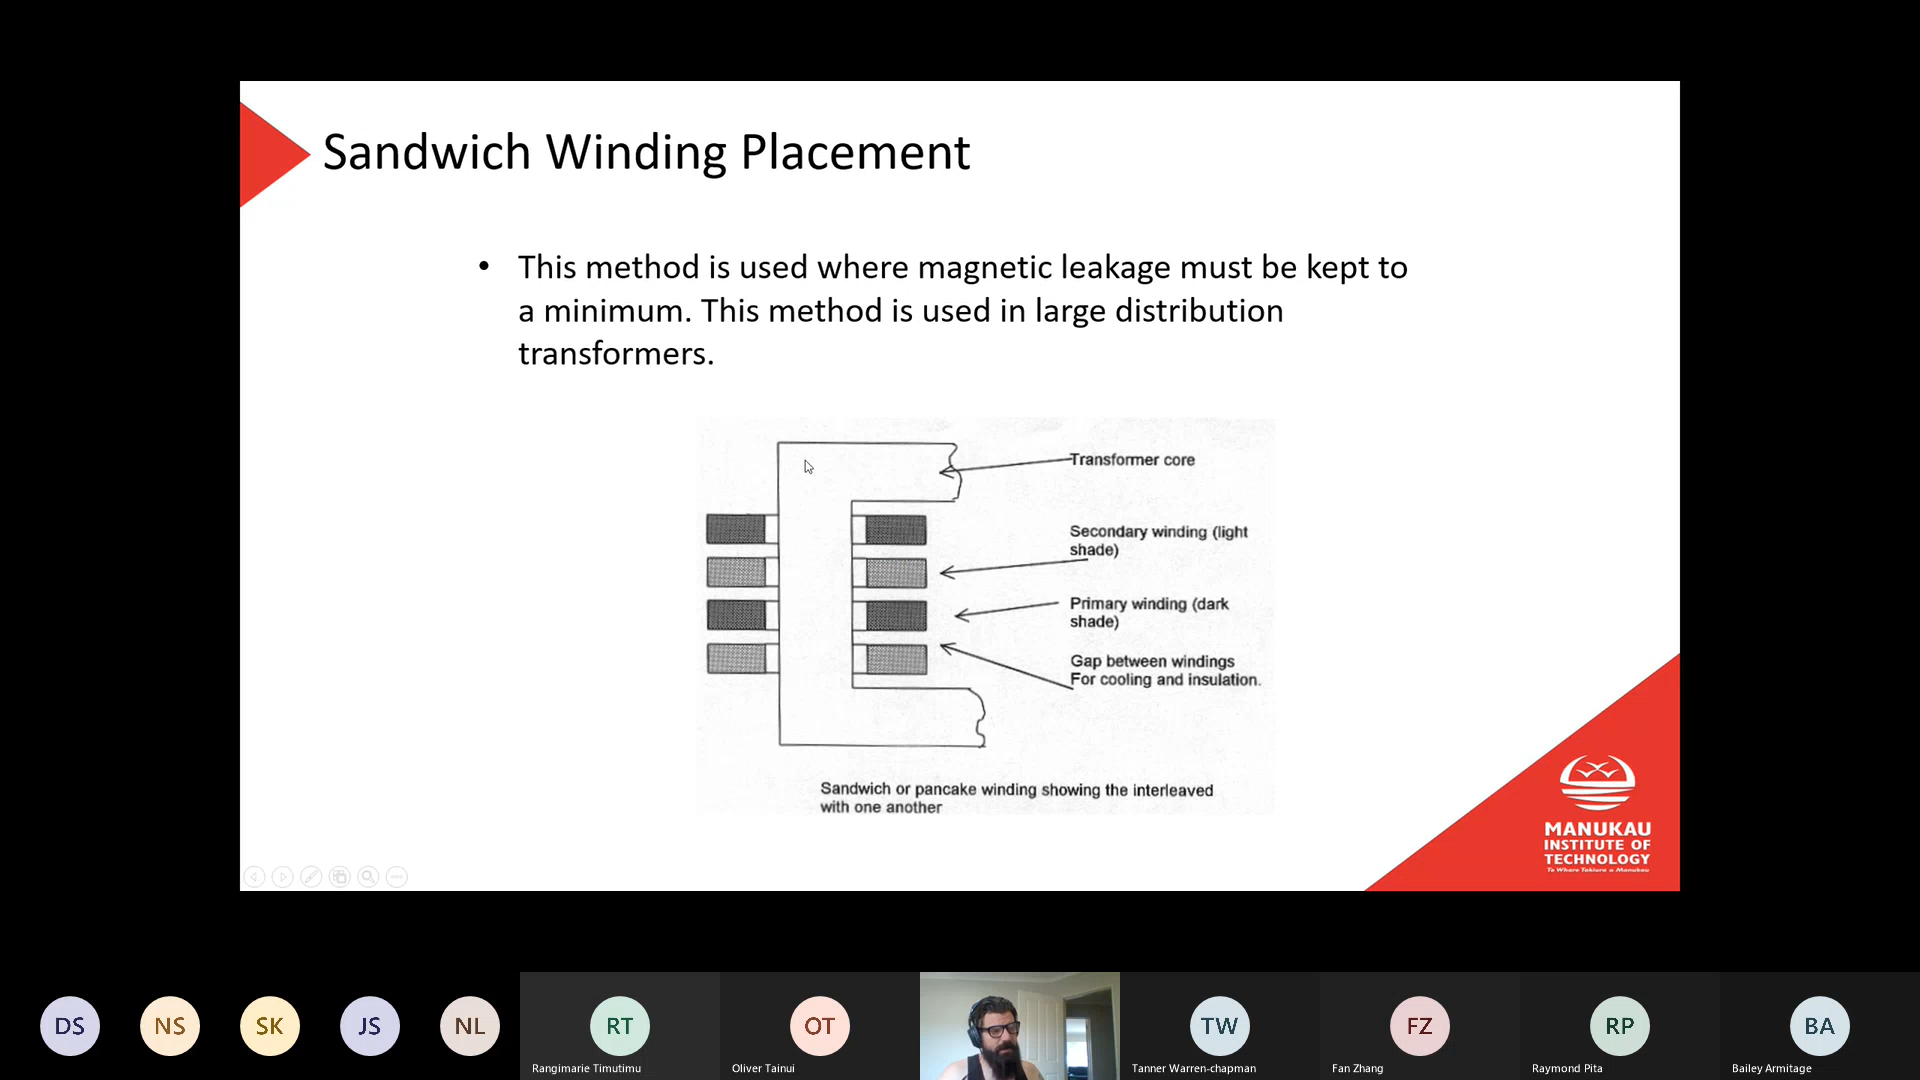 Sandwich Winding Placement
• This method is used where magnetic leakage must be kept to
a minimum. This method is used in large distribution
transformers.
Transformer core
Secondary winding (light
shade)
Primary winding (dark
shade)
Gap between windings
For cooling and insulation.
Sandwich or pancake winding showing the interleaved
with one another
MANUKAU
INSTITUTE OF
TECHNOLOGY
Te Whare Takiura o Manukau
DS
NS
SK
JS
NL
RT
Rangimarie Timutimu
OT
Oliver Tainui
TW
Tanner Warren-chapman
FZ
Fan Zhang
RP
Raymond Pita
BA
Bailey Armitage